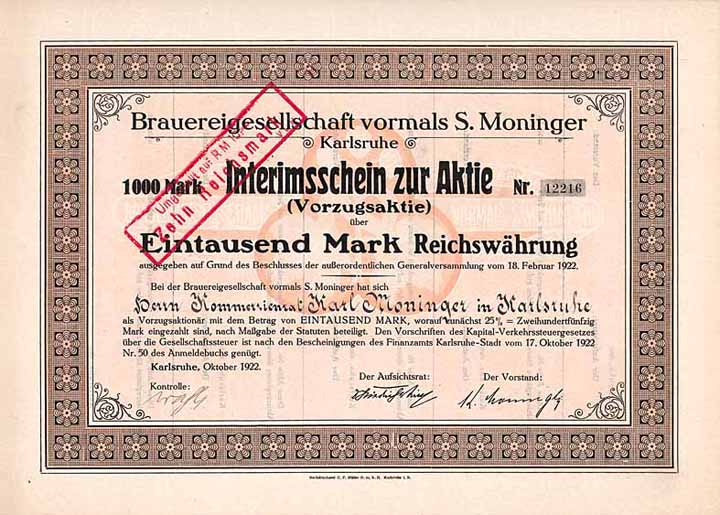 Brauereigesellschaft vormals S. Moninger
Karlsruhe
1000 Mark Interimsschein zur Aktie Nr. 12216
(Vorzugsaktie)
über
Eintausend Mark Reichswährung
ausgegeben auf Grund des Beschlusses der außerordentlichen Generalversammlung vom 18. Februar 1922.
Bei der Brauereigesellschaft vormals S. Moninger hat sich
Herrn Kommerzienrat Karl Moninger in Karlsruhe
als Vorzugsaktionär mit dem Betrag von EINTAUSEND MARK, worauf zunächst 25% = Zweihundertfünfzig
Mark eingezahlt sind, nach Maßgabe der Statuten beteiligt. Den Vorschriften des Kapital-Verkehrssteuergesetzes
über die Gesellschaftssteuer ist nach den Bescheinigungen des Finanzamts Karlsruhe-Stadt vom 17. Oktober 1922
Nr. 50 des Anmeldebuchs genügt.
Karlsruhe, Oktober 1922.
Kontrolle: Der Aufsichtsrat: Der Vorstand:
K. Moninger
Umgestellt auf RM
Zehn Reichsmark